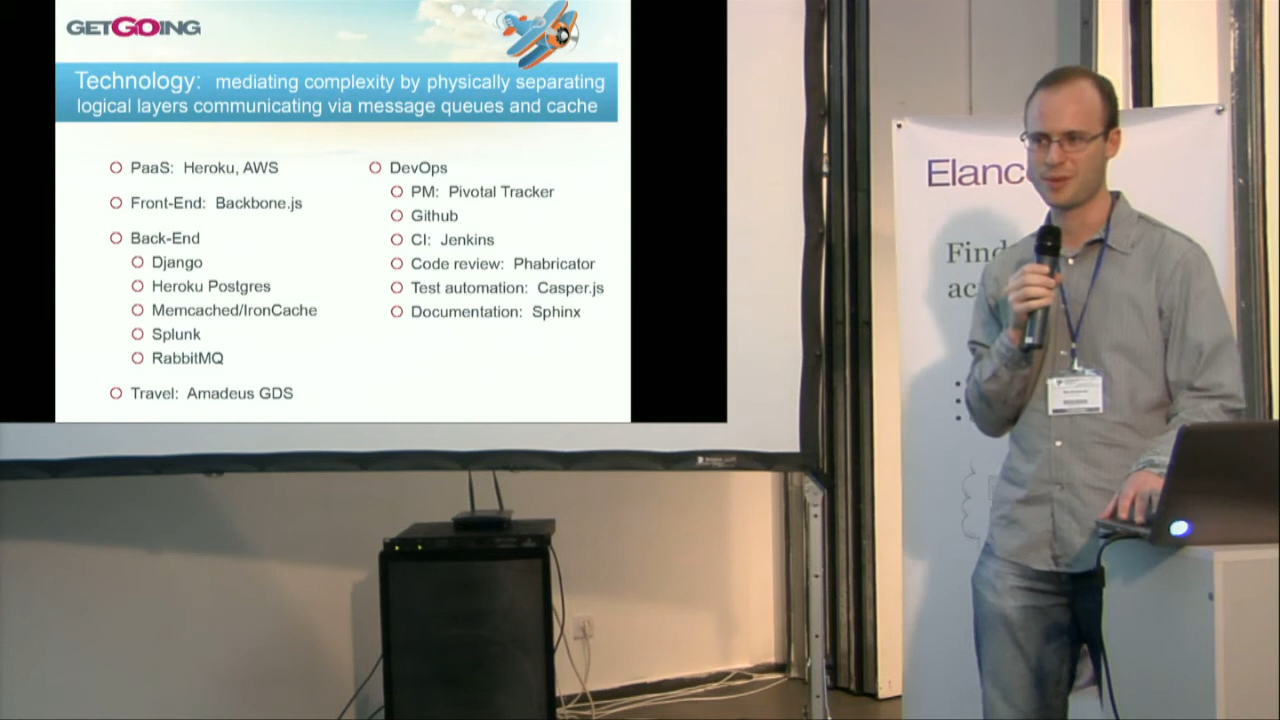 GETGOING
Technology: mediating complexity by physically separating
logical layers communicating via message queues and cache
PaaS: Heroku, AWS
Front-End: Backbone.js
Back-End
Django
Heroku Postgres
Memcached/IronCache
Splunk
RabbitMQ
Travel: Amadeus GDS
DevOps
PM: Pivotal Tracker
Github
CI: Jenkins
Code review: Phabricator
Test automation: Casper.js
Documentation: Sphinx
Elanc
Find
ac